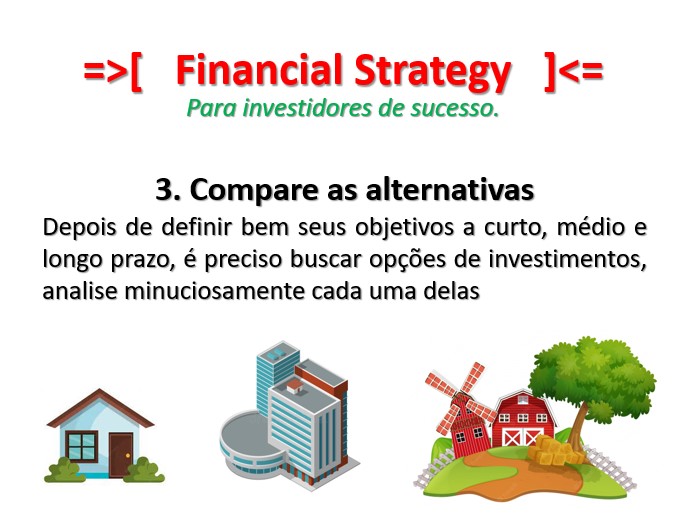 =>[ Financial Strategy ]<=
Para investidores de sucesso.
3. Compare as alternativas
Depois de definir bem seus objetivos a curto, médio e
longo prazo, é preciso buscar opções de investimentos,
analise minuciosamente cada uma delas